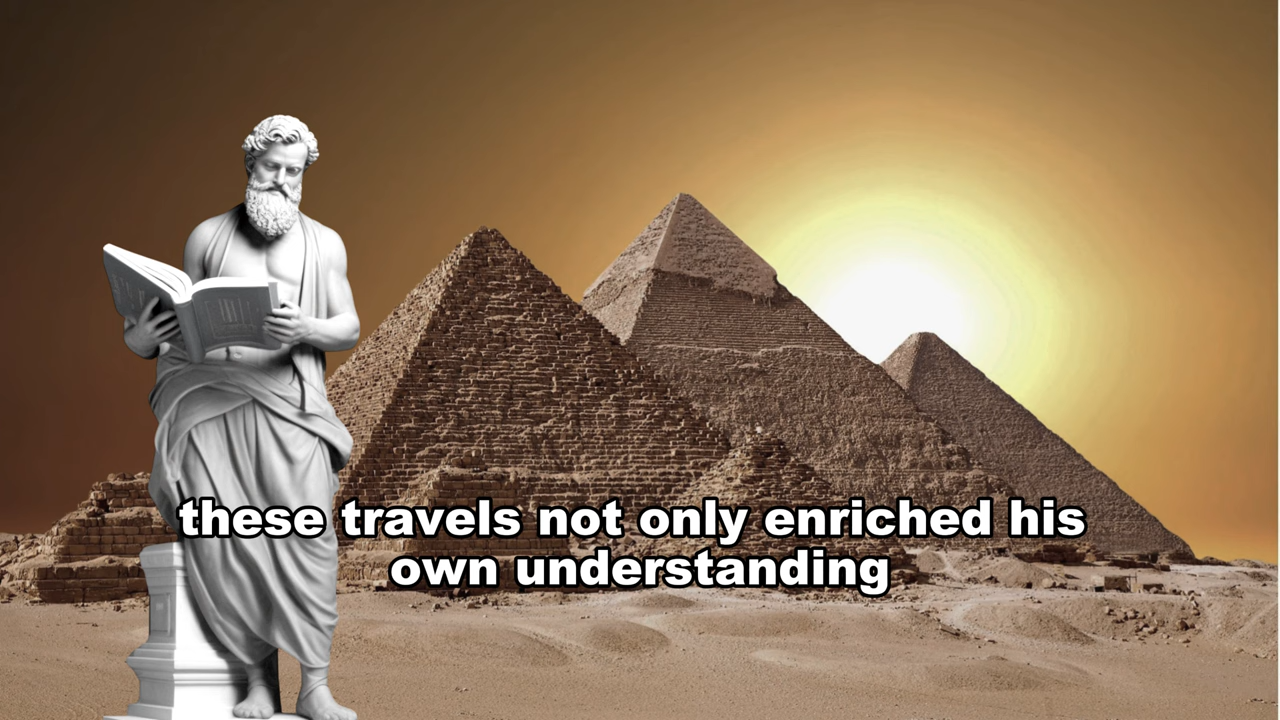 these travels not only enriched his
own understanding